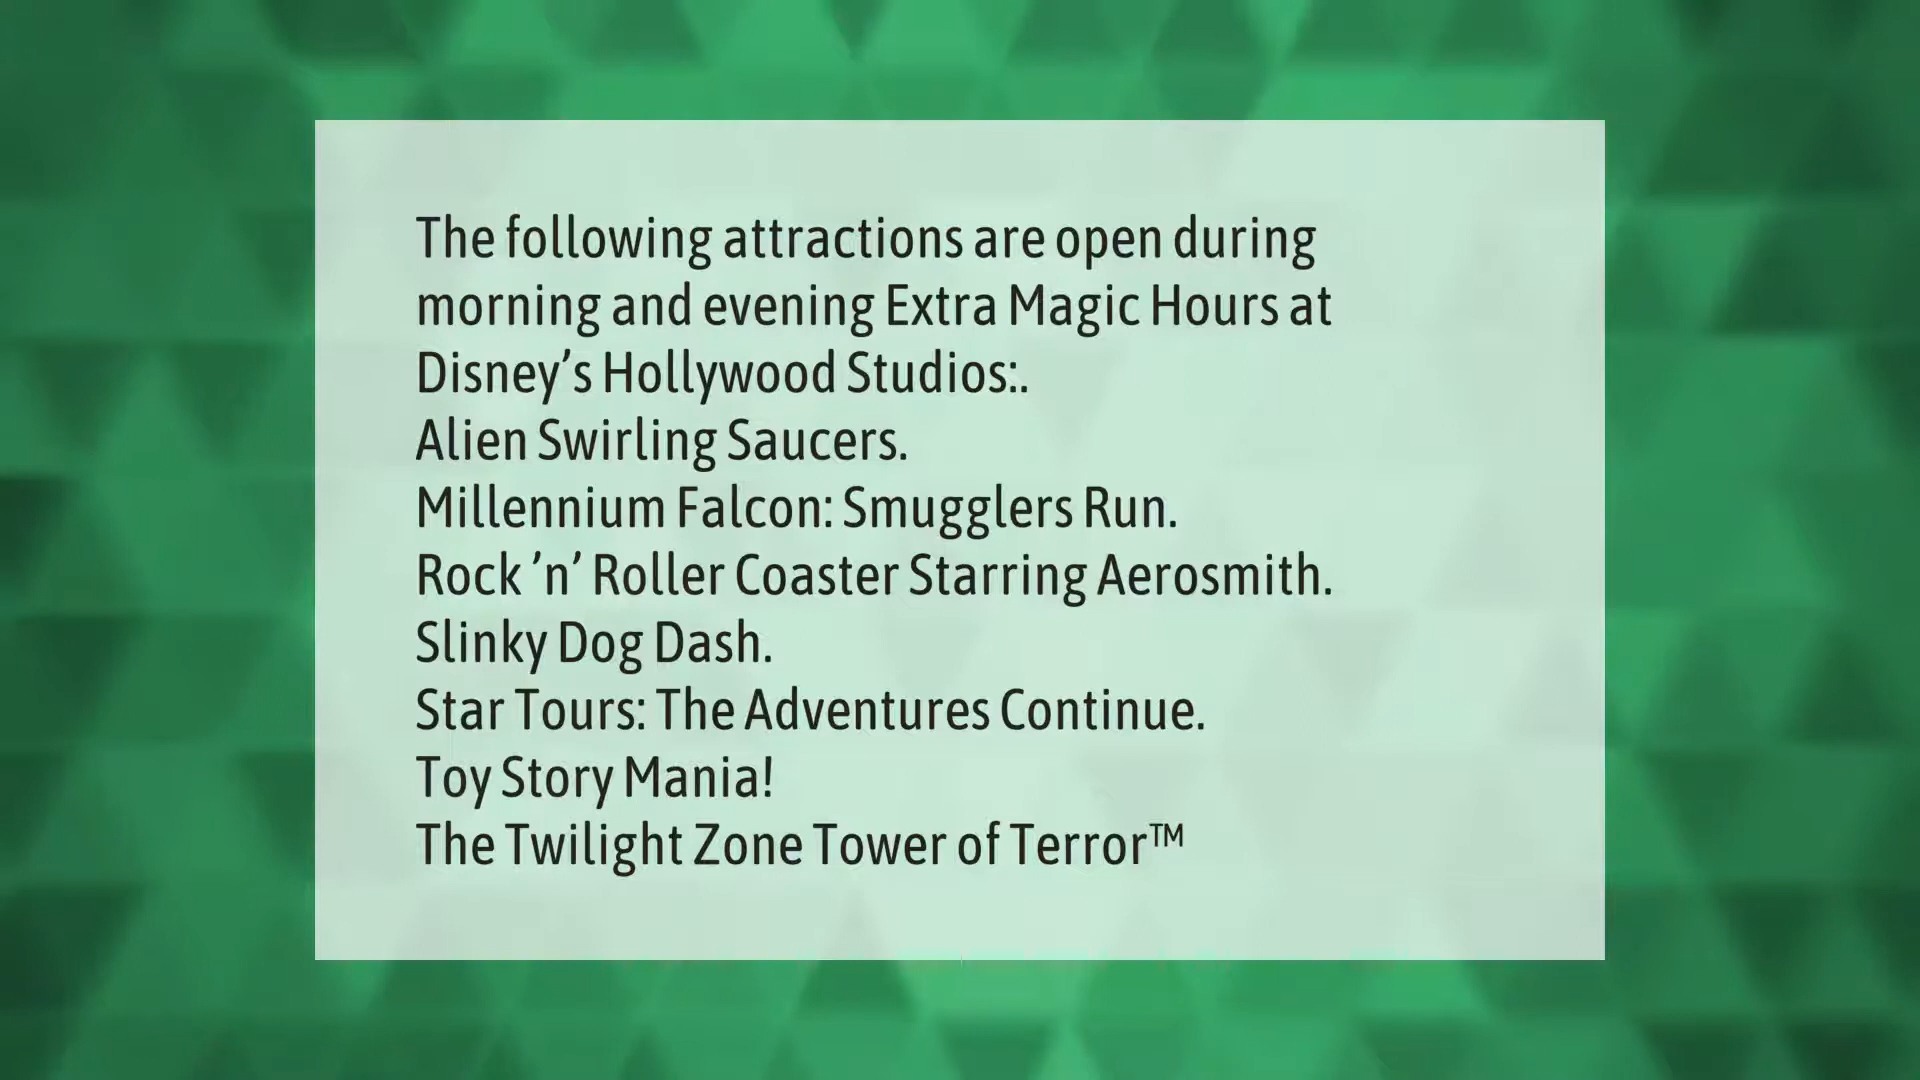 The following attractions are open during
morning and evening Extra Magic Hours at
Disney’s Hollywood Studios:.
Alien Swirling Saucers.
Millennium Falcon: Smugglers Run.
Rock ’n’ Roller Coaster Starring Aerosmith.
Slinky Dog Dash.
Star Tours: The Adventures Continue.
Toy Story Mania!
The Twilight Zone Tower of Terror™